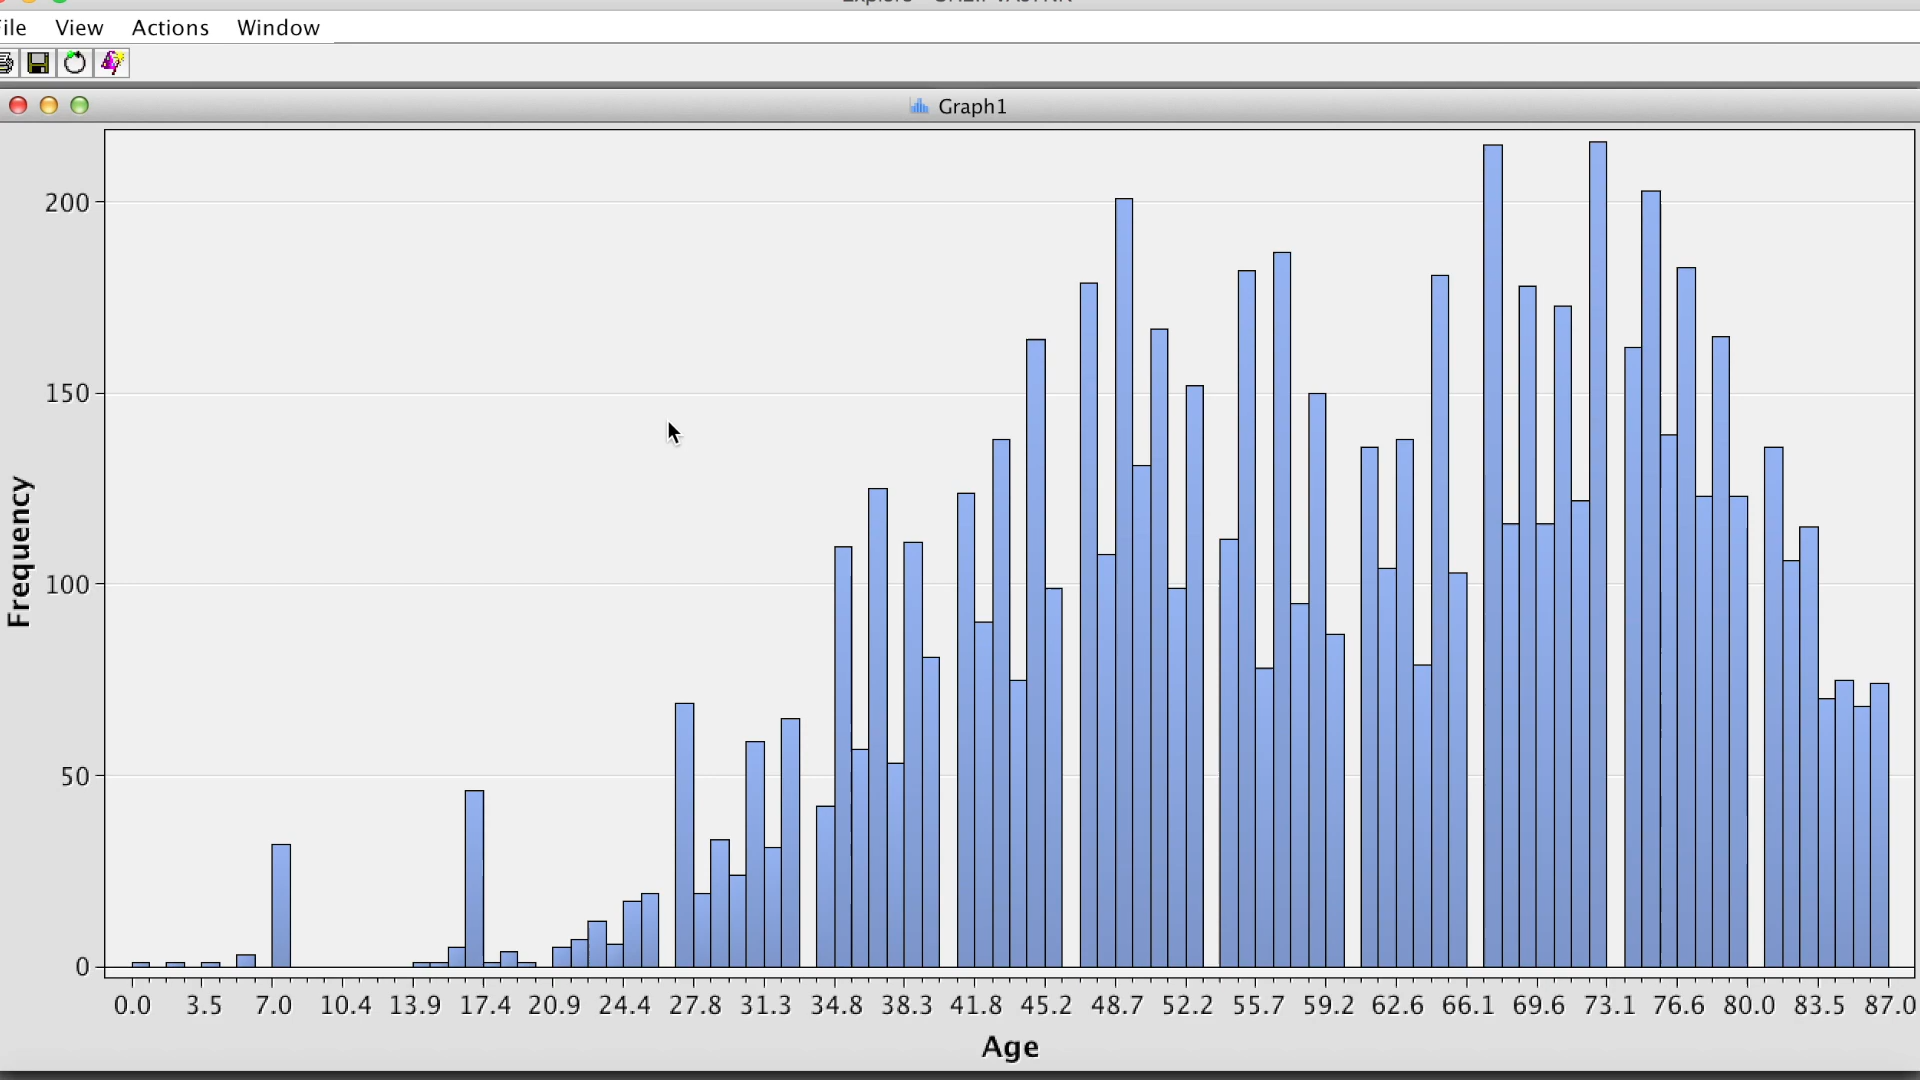 File View Actions Window
Graph1
Frequency
200
150
100
50
0
0.0 3.5 7.0 10.4 13.9 17.4 20.9 24.4 27.8 31.3 34.8 38.3 41.8 45.2 48.7 52.2 55.7 59.2 62.6 66.1 69.6 73.1 76.6 80.0 83.5 87.0
Age